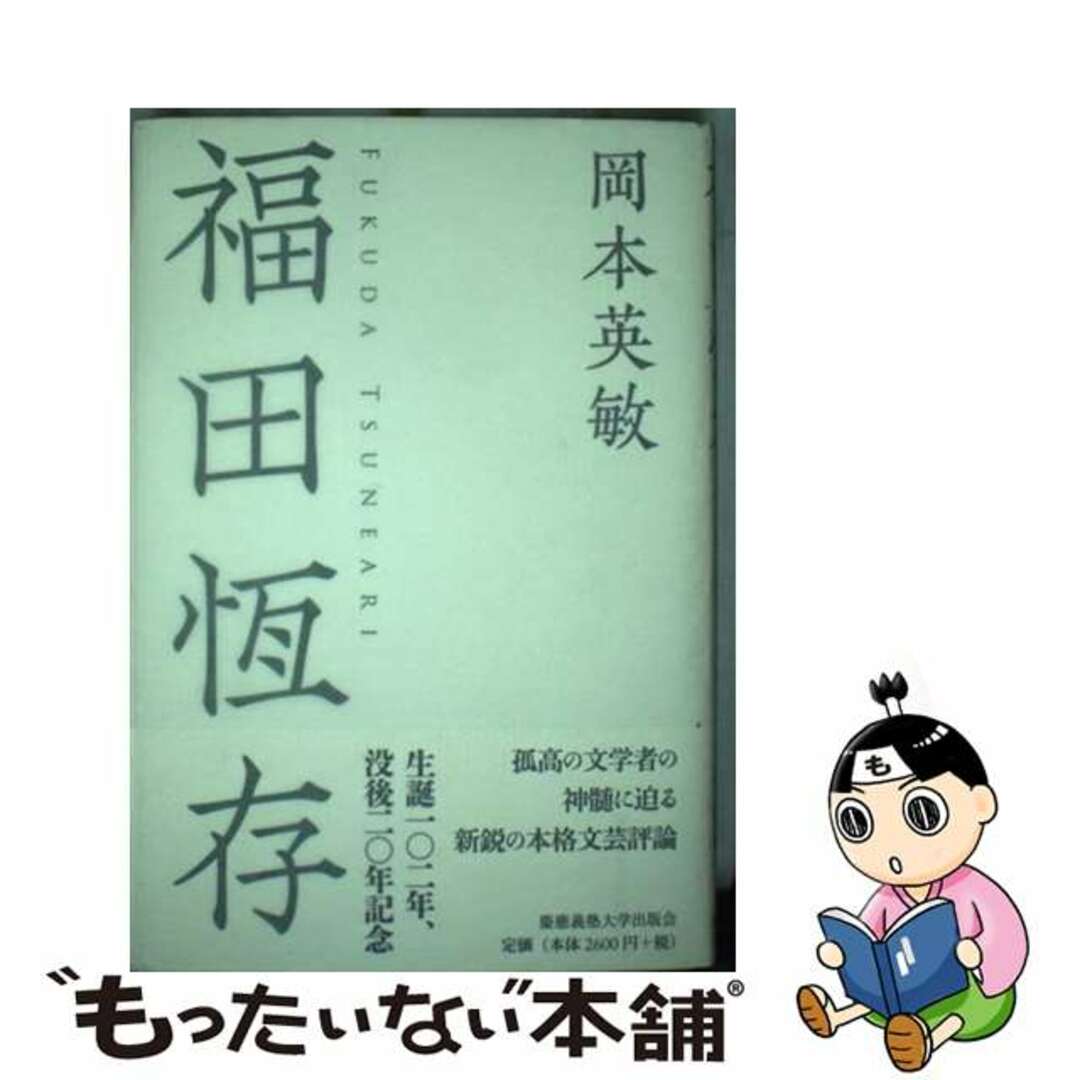 岡本英敏
FUKUDA TSUNEARI
福田恆存
孤高の文学者の
神髄に迫る
新鋭の本格文芸評論
生誕一〇二年、
没後二〇年記念
慶應義塾大学出版会
定価（本体2600円＋税）
も
“もったいない”本舗®